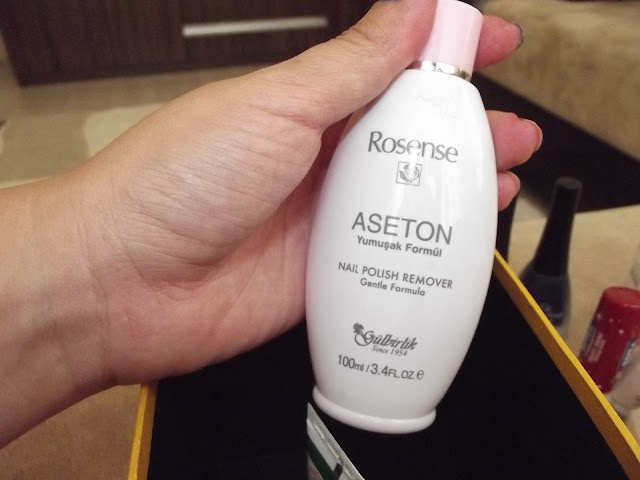 Rosense
ASETON
Yumuşak Formül
NAIL POLISH REMOVER
Gentle Formula
Gülbirlik
Since 1954
100ml / 3.4FL.OZ.e